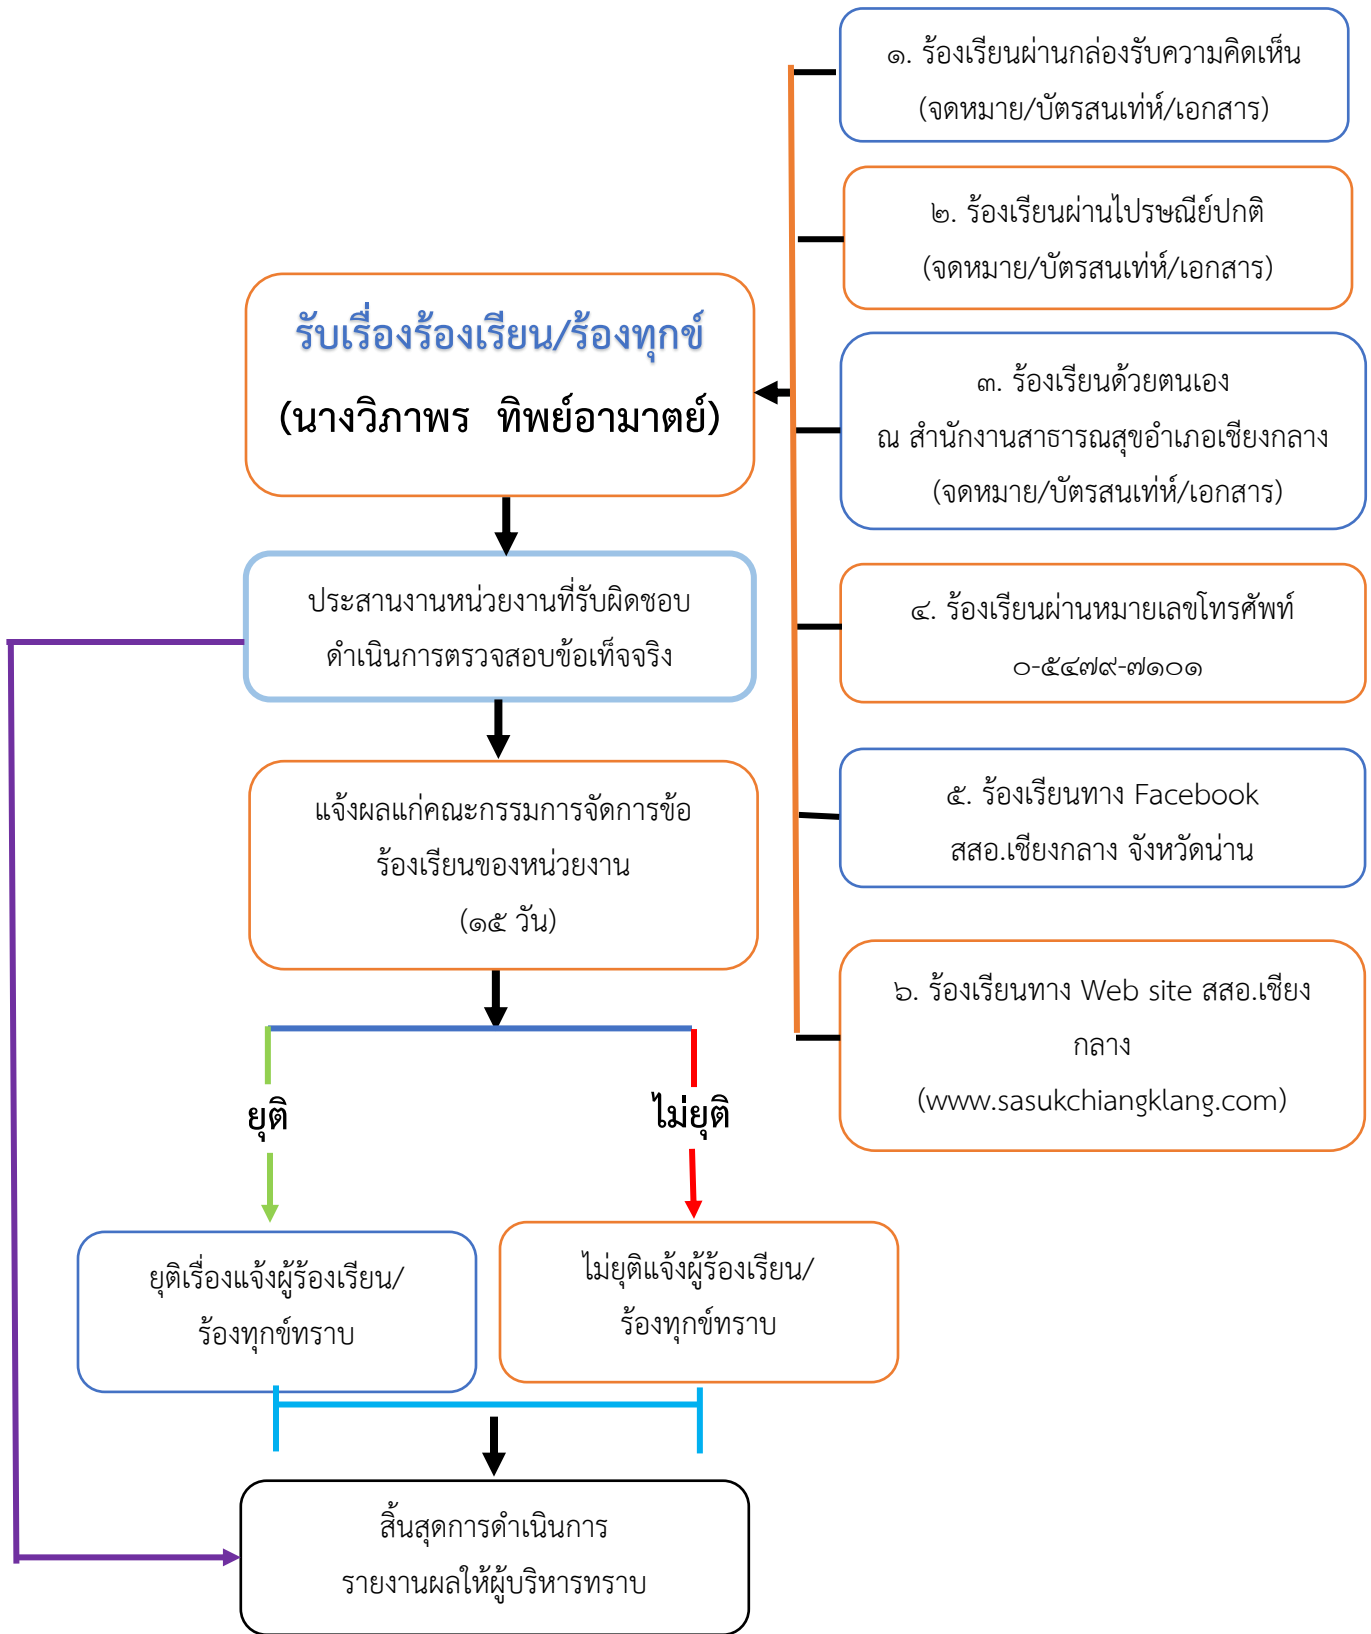 ๑. ร้องเรียนผ่านกล่องรับความคิดเห็น
(จดหมาย/บัตรสนเท่ห์/เอกสาร)
๒. ร้องเรียนผ่านไปรษณีย์ปกติ
(จดหมาย/บัตรสนเท่ห์/เอกสาร)
๓. ร้องเรียนด้วยตนเอง
ณ สำนักงานสาธารณสุขอำเภอเชียงกลาง
(จดหมาย/บัตรสนเท่ห์/เอกสาร)
๔. ร้องเรียนผ่านหมายเลขโทรศัพท์
๐-๕๔๗๙-๗๑๐๑
๕. ร้องเรียนทาง Facebook
สสอ.เชียงกลาง จังหวัดน่าน
๖. ร้องเรียนทาง Web site สสอ.เชียง
กลาง
(www.sasukchiangklang.com)
รับเรื่องร้องเรียน/ร้องทุกข์
(นางวิภาพร ทิพย์อามาตย์)
ประสานงานหน่วยงานที่รับผิดชอบ
ดำเนินการตรวจสอบข้อเท็จจริง
แจ้งผลแก่คณะกรรมการจัดการข้อ
ร้องเรียนของหน่วยงาน
(๑๕ วัน)
ยุติ
ไม่ยุติ
ยุติเรื่องแจ้งผู้ร้องเรียน/
ร้องทุกข์ทราบ
ไม่ยุติแจ้งผู้ร้องเรียน/
ร้องทุกข์ทราบ
สิ้นสุดการดำเนินการ
รายงานผลให้ผู้บริหารทราบ